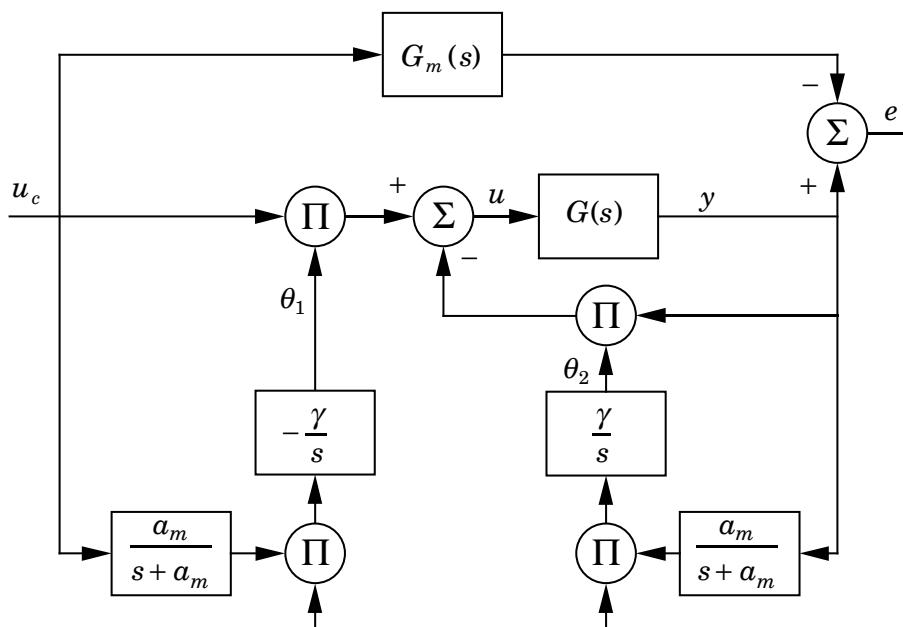 G_m(s)
−
Σ
e
+
u_c
Π
+
Σ
u
G(s)
y
−
θ_1
Π
θ_2
− γ/s
γ/s
a_m/(s + a_m)
Π
Π
a_m/(s + a_m)